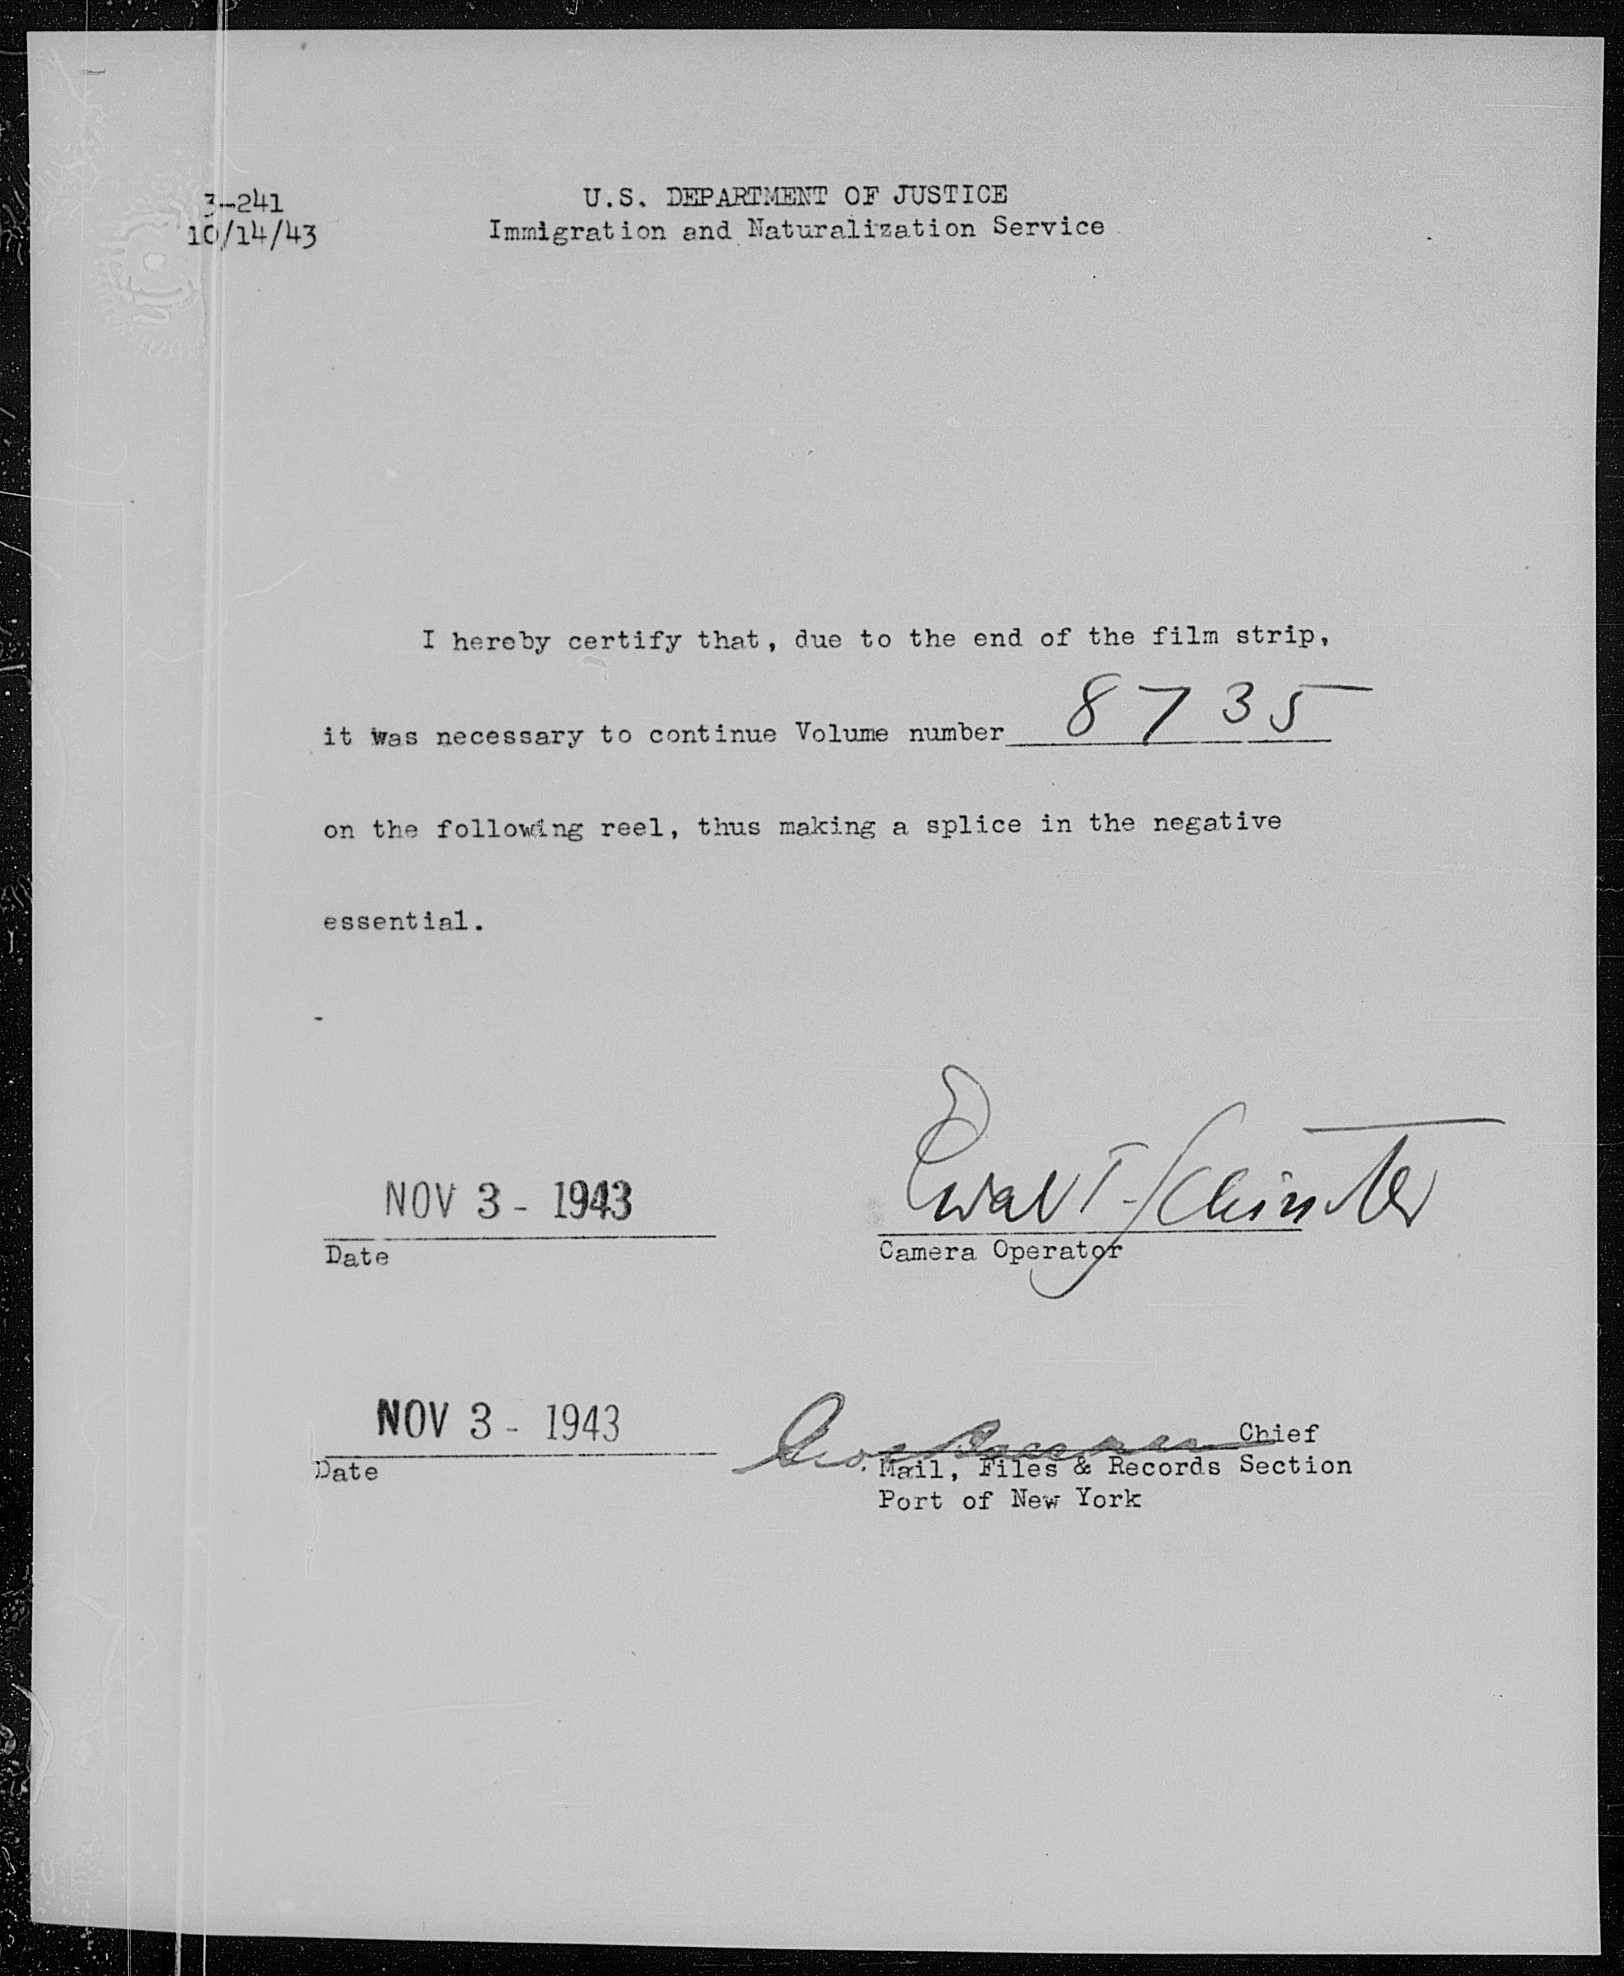 3-241
10/14/43
U.S. DEPARTMENT OF JUSTICE
Immigration and Naturalization Service
I hereby certify that, due to the end of the film strip,
it was necessary to continue Volume number 8735
on the following reel, thus making a splice in the negative
essential.
NOV 3 - 1943
Date
Camera Operator
NOV 3 - 1943
Date
Chief
Mail, Files & Records Section
Port of New York